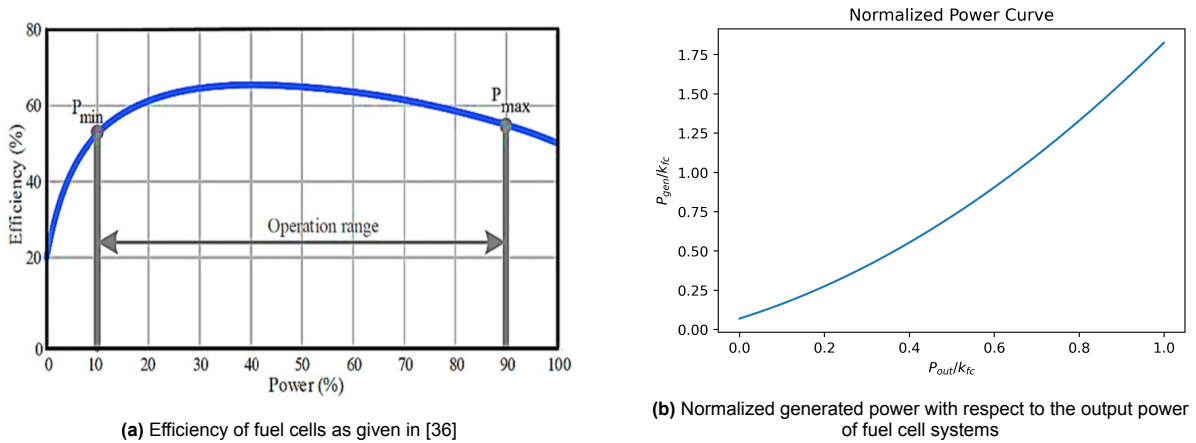 80
60
40
20
0
Efficiency (%)
P min
P max
Operation range
0 10 20 30 40 50 60 70 80 90 100
Power (%)
(a) Efficiency of fuel cells as given in [36]
Normalized Power Curve
1.75
1.50
1.25
1.00
0.75
0.50
0.25
0.00
P_gen/k_fc
0.0 0.2 0.4 0.6 0.8 1.0
P_out/k_fc
(b) Normalized generated power with respect to the output power
of fuel cell systems